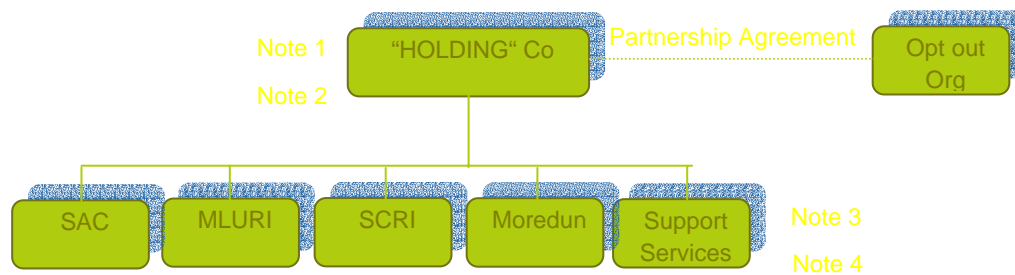 Note 1
Note 2
“HOLDING“ Co
Partnership Agreement
Opt out
Org
SAC
MLURI
SCRI
Moredun
Support
Services
Note 3
Note 4